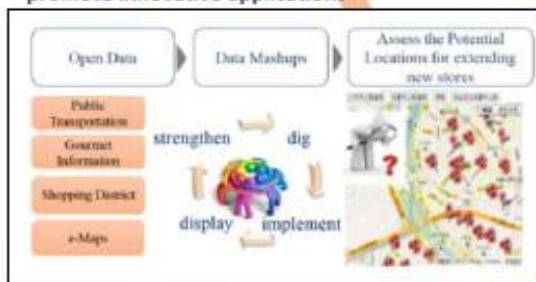 promote innovative applications
Open Data
Data Mashups
Assess the Potential
Locations for extending
new stores
Public
Transportation
Gourmet
Information
Shopping District
e-Maps
strengthen
dig
display
implement
?